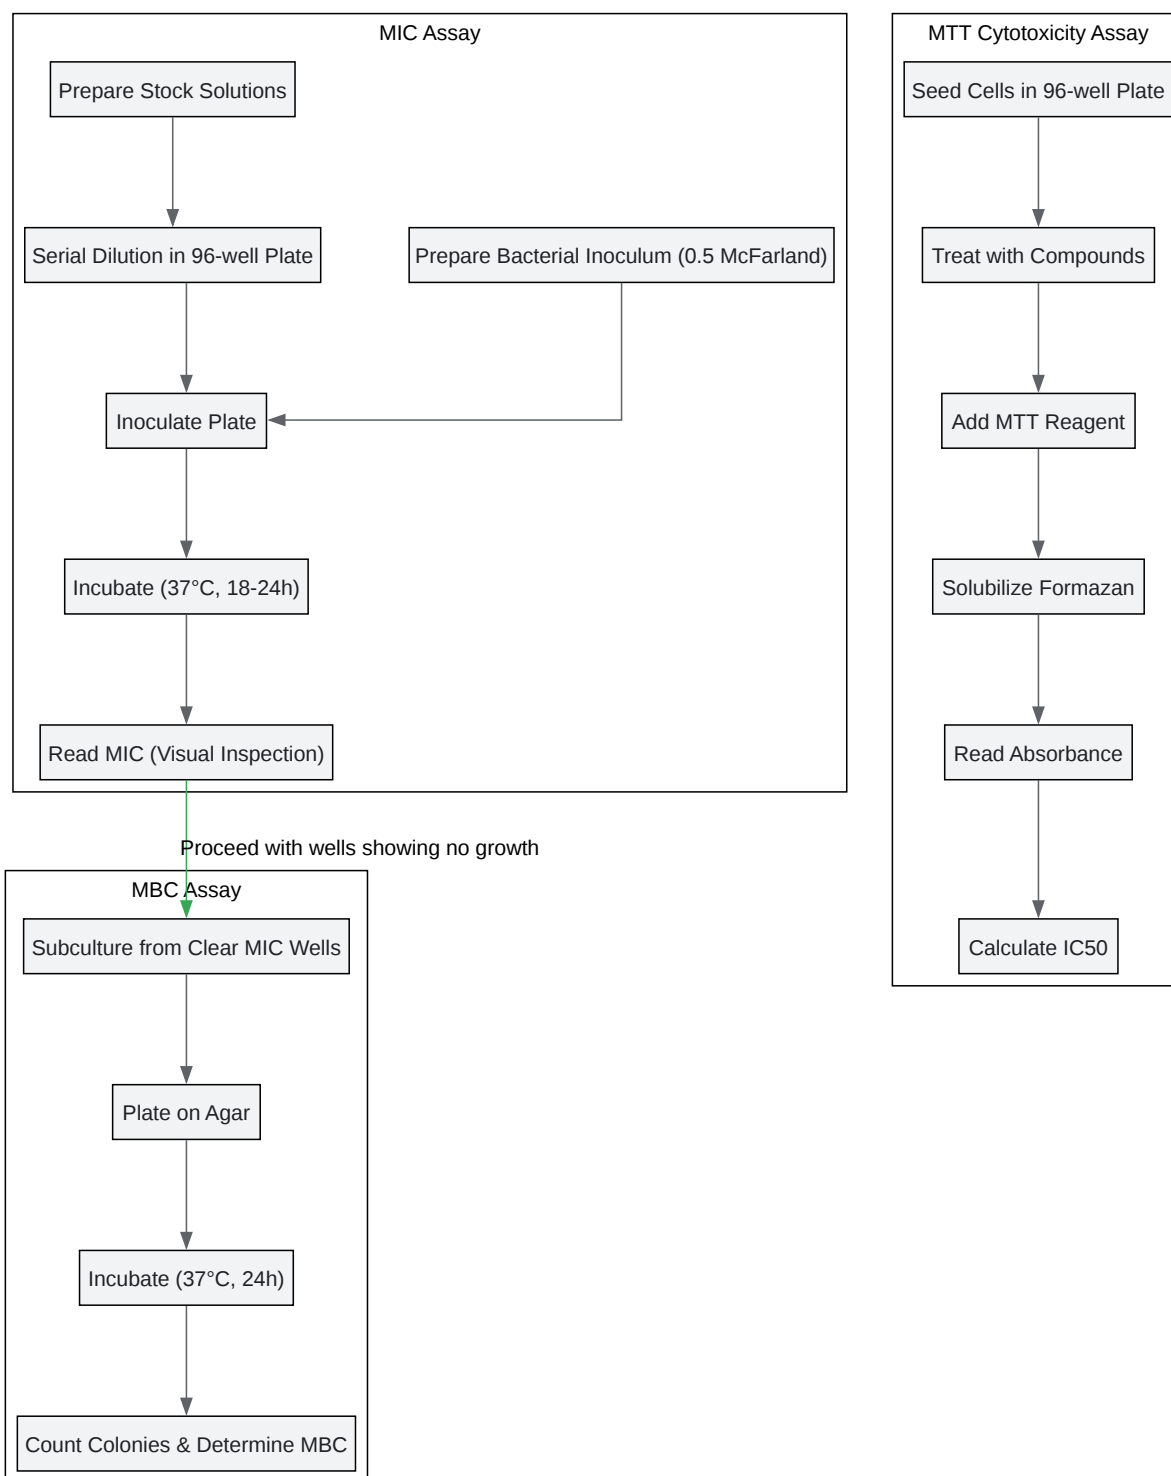 MIC Assay
Prepare Stock Solutions
Serial Dilution in 96-well Plate
Prepare Bacterial Inoculum (0.5 McFarland)
Inoculate Plate
Incubate (37°C, 18-24h)
Read MIC (Visual Inspection)
Proceed with wells showing no growth
MBC Assay
Subculture from Clear MIC Wells
Plate on Agar
Incubate (37°C, 24h)
Count Colonies & Determine MBC
MTT Cytotoxicity Assay
Seed Cells in 96-well Plate
Treat with Compounds
Add MTT Reagent
Solubilize Formazan
Read Absorbance
Calculate IC50